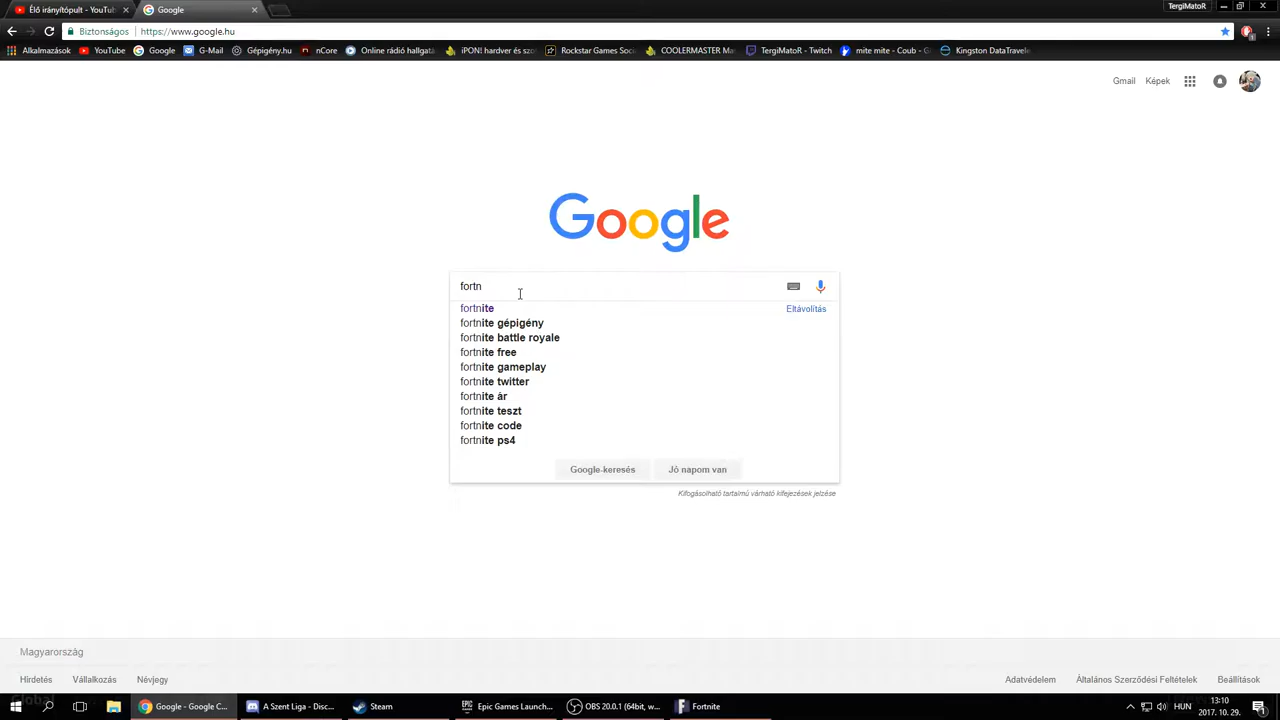 Élő irányítópult - YouTub
Google
TergiMatoR
Biztonságos
https://www.google.hu
Alkalmazások
YouTube
Google
G-Mail
Gépigény.hu
nCore
Online rádió hallgatá
iPON! hardver és szo
Rockstar Games Soci
COOLERMASTER Ma
TergiMatoR - Twitch
mite mite - Coub - G
Kingston DataTravele
Gmail
Képek
Google
fortn
fortnite
Eltávolítás
fortnite gépigény
fortnite battle royale
fortnite free
fortnite gameplay
fortnite twitter
fortnite ár
fortnite teszt
fortnite code
fortnite ps4
Google-keresés
Jó napom van
Kifogásolható tartalmú várható kifejezések jelzése
Magyarország
Hirdetés
Vállalkozás
Névjegy
Adatvédelem
Általános Szerződési Feltételek
Beállítások
Global
Google - Google C...
A Szent Liga - Disc...
Steam
Epic Games Launch...
OBS 20.0.1 (64bit, w...
Fortnite
HUN
13:10
2017. 10. 29.